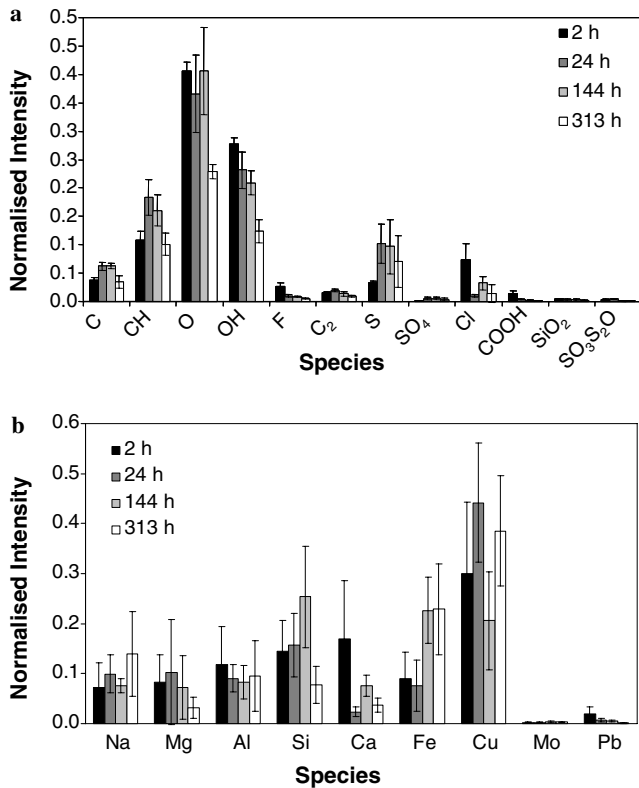 a
Normalised Intensity
0.5
0.4
0.4
0.3
0.3
0.2
0.2
0.1
0.1
0.0
2 h
24 h
144 h
313 h
C CH O OH F C₂ S SO₄ Cl COOH SiO₂ SO₃S₂O
Species
b
Normalised Intensity
0.6
0.5
0.4
0.3
0.2
0.1
0.0
2 h
24 h
144 h
313 h
Na Mg Al Si Ca Fe Cu Mo Pb
Species